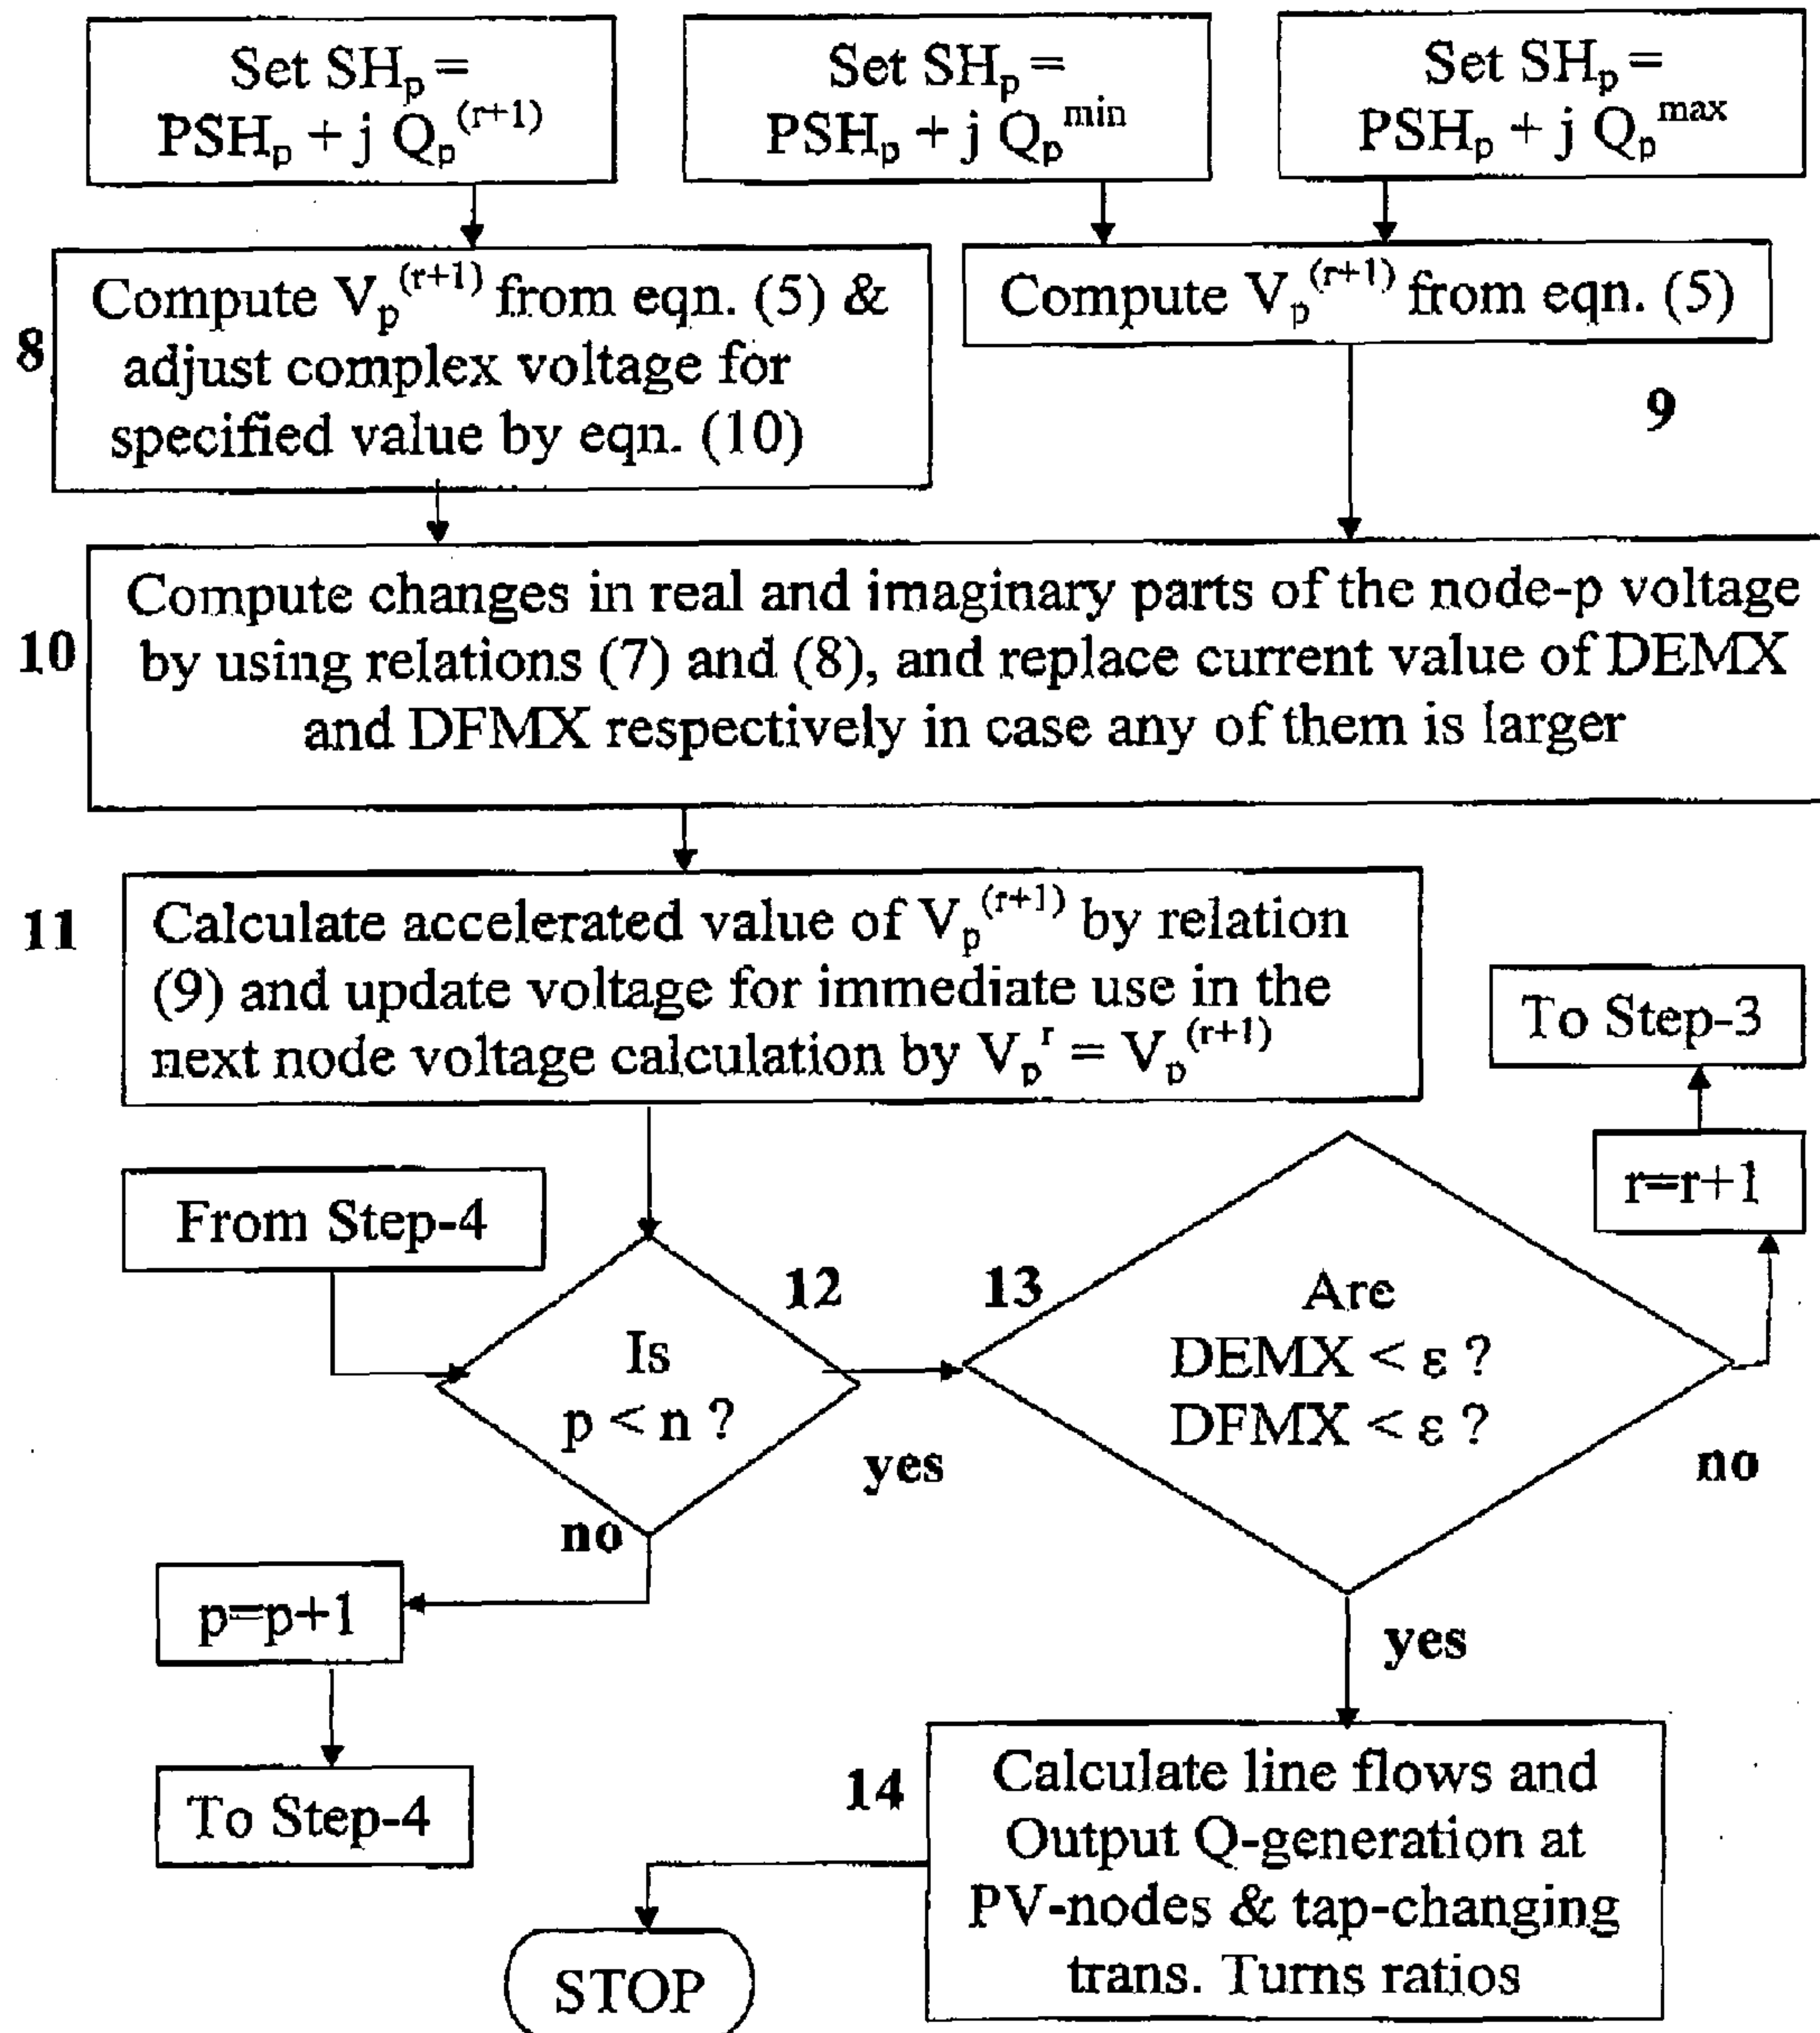 Set SHₚ =
PSHₚ + j Qₚ⁽ʳ⁺¹⁾
Set SHₚ =
PSHₚ + j Qₚᵐⁱⁿ
Set SHₚ =
PSHₚ + j Qₚᵐᵃˣ
8
Compute Vₚ⁽ʳ⁺¹⁾ from eqn. (5) &
adjust complex voltage for
specified value by eqn. (10)
Compute Vₚ⁽ʳ⁺¹⁾ from eqn. (5)
9
10
Compute changes in real and imaginary parts of the node-p voltage
by using relations (7) and (8), and replace current value of DEMX
and DFMX respectively in case any of them is larger
11
Calculate accelerated value of Vₚ⁽ʳ⁺¹⁾ by relation
(9) and update voltage for immediate use in the
next node voltage calculation by Vₚʳ = Vₚ⁽ʳ⁺¹⁾
To Step-3
r=r+1
From Step-4
12
Is
p < n ?
yes
no
13
Are
DEMX < ε ?
DFMX < ε ?
no
yes
p=p+1
To Step-4
14
Calculate line flows and
Output Q-generation at
PV-nodes & tap-changing
trans. Turns ratios
STOP